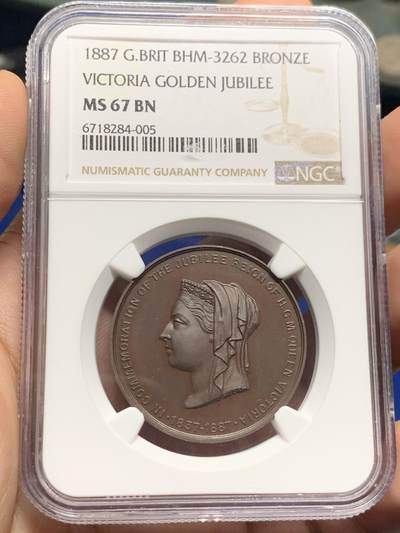 1887 G.BRIT BHM-3262 BRONZE
VICTORIA GOLDEN JUBILEE
MS 67 BN
6718284-005
NUMISMATIC GUARANTY COMPANY
NGC
IN COMMEMORATION OF THE JUBILEE REIGN OF H.G.M. QUEEN VICTORIA
· 1837-1887 ·